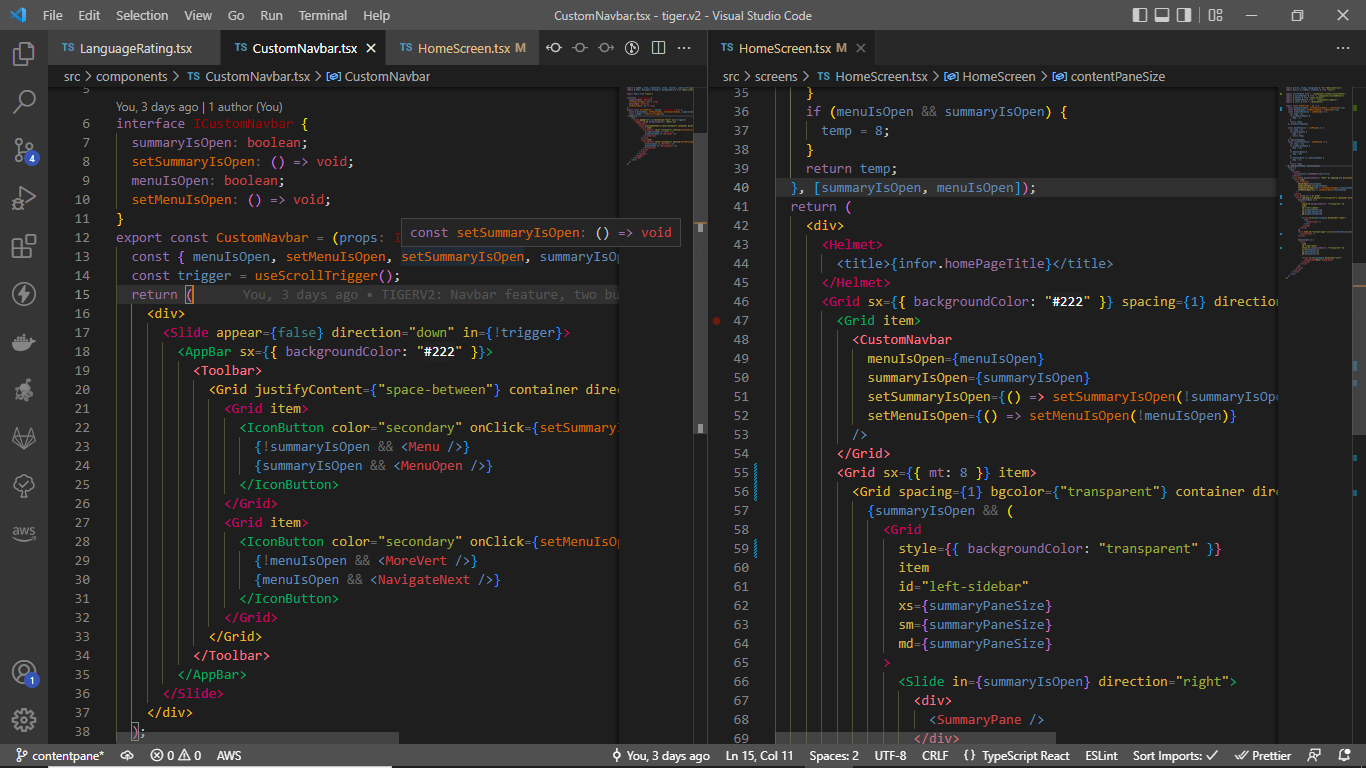 File Edit Selection View Go Run Terminal Help CustomNavbar.tsx - tiger.v2 - Visual Studio Code
TS LanguageRating.tsx TS CustomNavbar.tsx TS HomeScreen.tsx M
src > components > TS CustomNavbar.tsx > CustomNavbar
5
You, 3 days ago | 1 author (You)
6 interface ICustomNavbar {
7 summaryIsOpen: boolean;
8 setSummaryIsOpen: () => void;
9 menuIsOpen: boolean;
10 setMenuIsOpen: () => void;
11 }
const setSummaryIsOpen: () => void
12 export const CustomNavbar = (props: I
13 const { menuIsOpen, setMenuIsOpen, setSummaryIsOpen, summaryIsOp
14 const trigger = useScrollTrigger();
15 return ( You, 3 days ago • TIGERV2: Navbar feature, two bu
16 <div>
17 <Slide appear={false} direction="down" in={!trigger}>
18 <AppBar sx={{ backgroundColor: "#222" }}>
19 <Toolbar>
20 <Grid justifyContent={"space-between"} container dire
21 <Grid item>
22 <IconButton color="secondary" onClick={setSummaryI
23 {!summaryIsOpen && <Menu />}
24 {summaryIsOpen && <MenuOpen />}
25 </IconButton>
26 </Grid>
27 <Grid item>
28 <IconButton color="secondary" onClick={setMenuIsOp
29 {!menuIsOpen && <MoreVert />}
30 {menuIsOpen && <NavigateNext />}
31 </IconButton>
32 </Grid>
33 </Grid>
34 </Toolbar>
35 </AppBar>
36 </Slide>
37 </div>
38 );
TS HomeScreen.tsx M
src > screens > TS HomeScreen.tsx > HomeScreen > contentPaneSize
35 }
36 if (menuIsOpen && summaryIsOpen) {
37 temp = 8;
38 }
39 return temp;
40 }, [summaryIsOpen, menuIsOpen]);
41 return (
42 <div>
43 <Helmet>
44 <title>{infor.homePageTitle}</title>
45 </Helmet>
46 <Grid sx={{ backgroundColor: "#222" }} spacing={1} direction
47 <Grid item>
48 <CustomNavbar
49 menuIsOpen={menuIsOpen}
50 summaryIsOpen={summaryIsOpen}
51 setSummaryIsOpen={() => setSummaryIsOpen(!summaryIsOpe
52 setMenuIsOpen={() => setMenuIsOpen(!menuIsOpen)}
53 />
54 </Grid>
55 <Grid sx={{ mt: 8 }} item>
56 <Grid spacing={1} bgcolor={"transparent"} container dire
57 {summaryIsOpen && (
58 <Grid
59 style={{ backgroundColor: "transparent" }}
60 item
61 id="left-sidebar"
62 xs={summaryPaneSize}
63 sm={summaryPaneSize}
64 md={summaryPaneSize}
65 >
66 <Slide in={summaryIsOpen} direction="right">
67 <div>
68 <SummaryPane />
69 </div>
4
aws
1
contentpane* 0 0 AWS You, 3 days ago Ln 15, Col 11 Spaces: 2 UTF-8 CRLF {} TypeScript React ESLint Sort Imports: ✓ Prettier